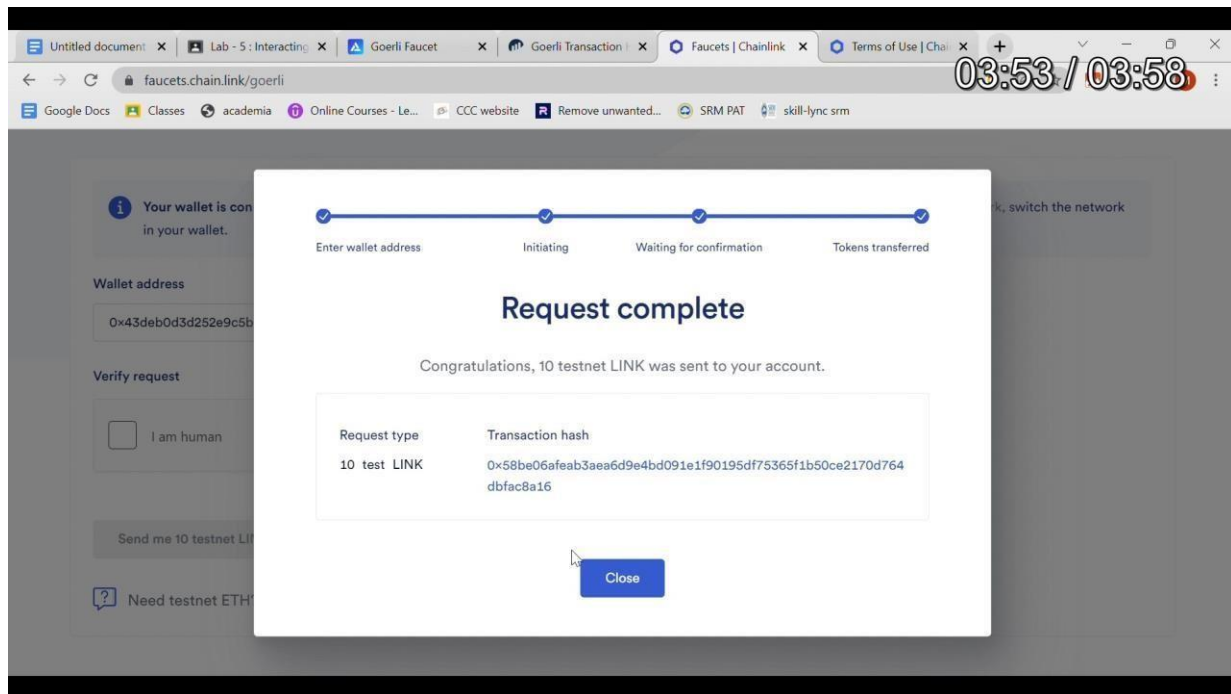 Untitled document
Lab - 5 : Interacting
Goerli Faucet
Goerli Transaction
Faucets | Chainlink
Terms of Use | Chai
03:53 / 03:58
faucets.chain.link/goerli
Google Docs
Classes
academia
Online Courses - Le...
CCC website
Remove unwanted...
SRM PAT
skill-lync srm
Your wallet is con
k, switch the network
in your wallet.
Enter wallet address
Initiating
Waiting for confirmation
Tokens transferred
Wallet address
0×43deb0d3d252e9c5b
Request complete
Congratulations, 10 testnet LINK was sent to your account.
Verify request
I am human
Request type
Transaction hash
10 test LINK
0×58be06afeab3aea6d9e4bd091e1f90195df75365f1b50ce2170d764
dbfac8a16
Send me 10 testnet LI
Close
Need testnet ETH